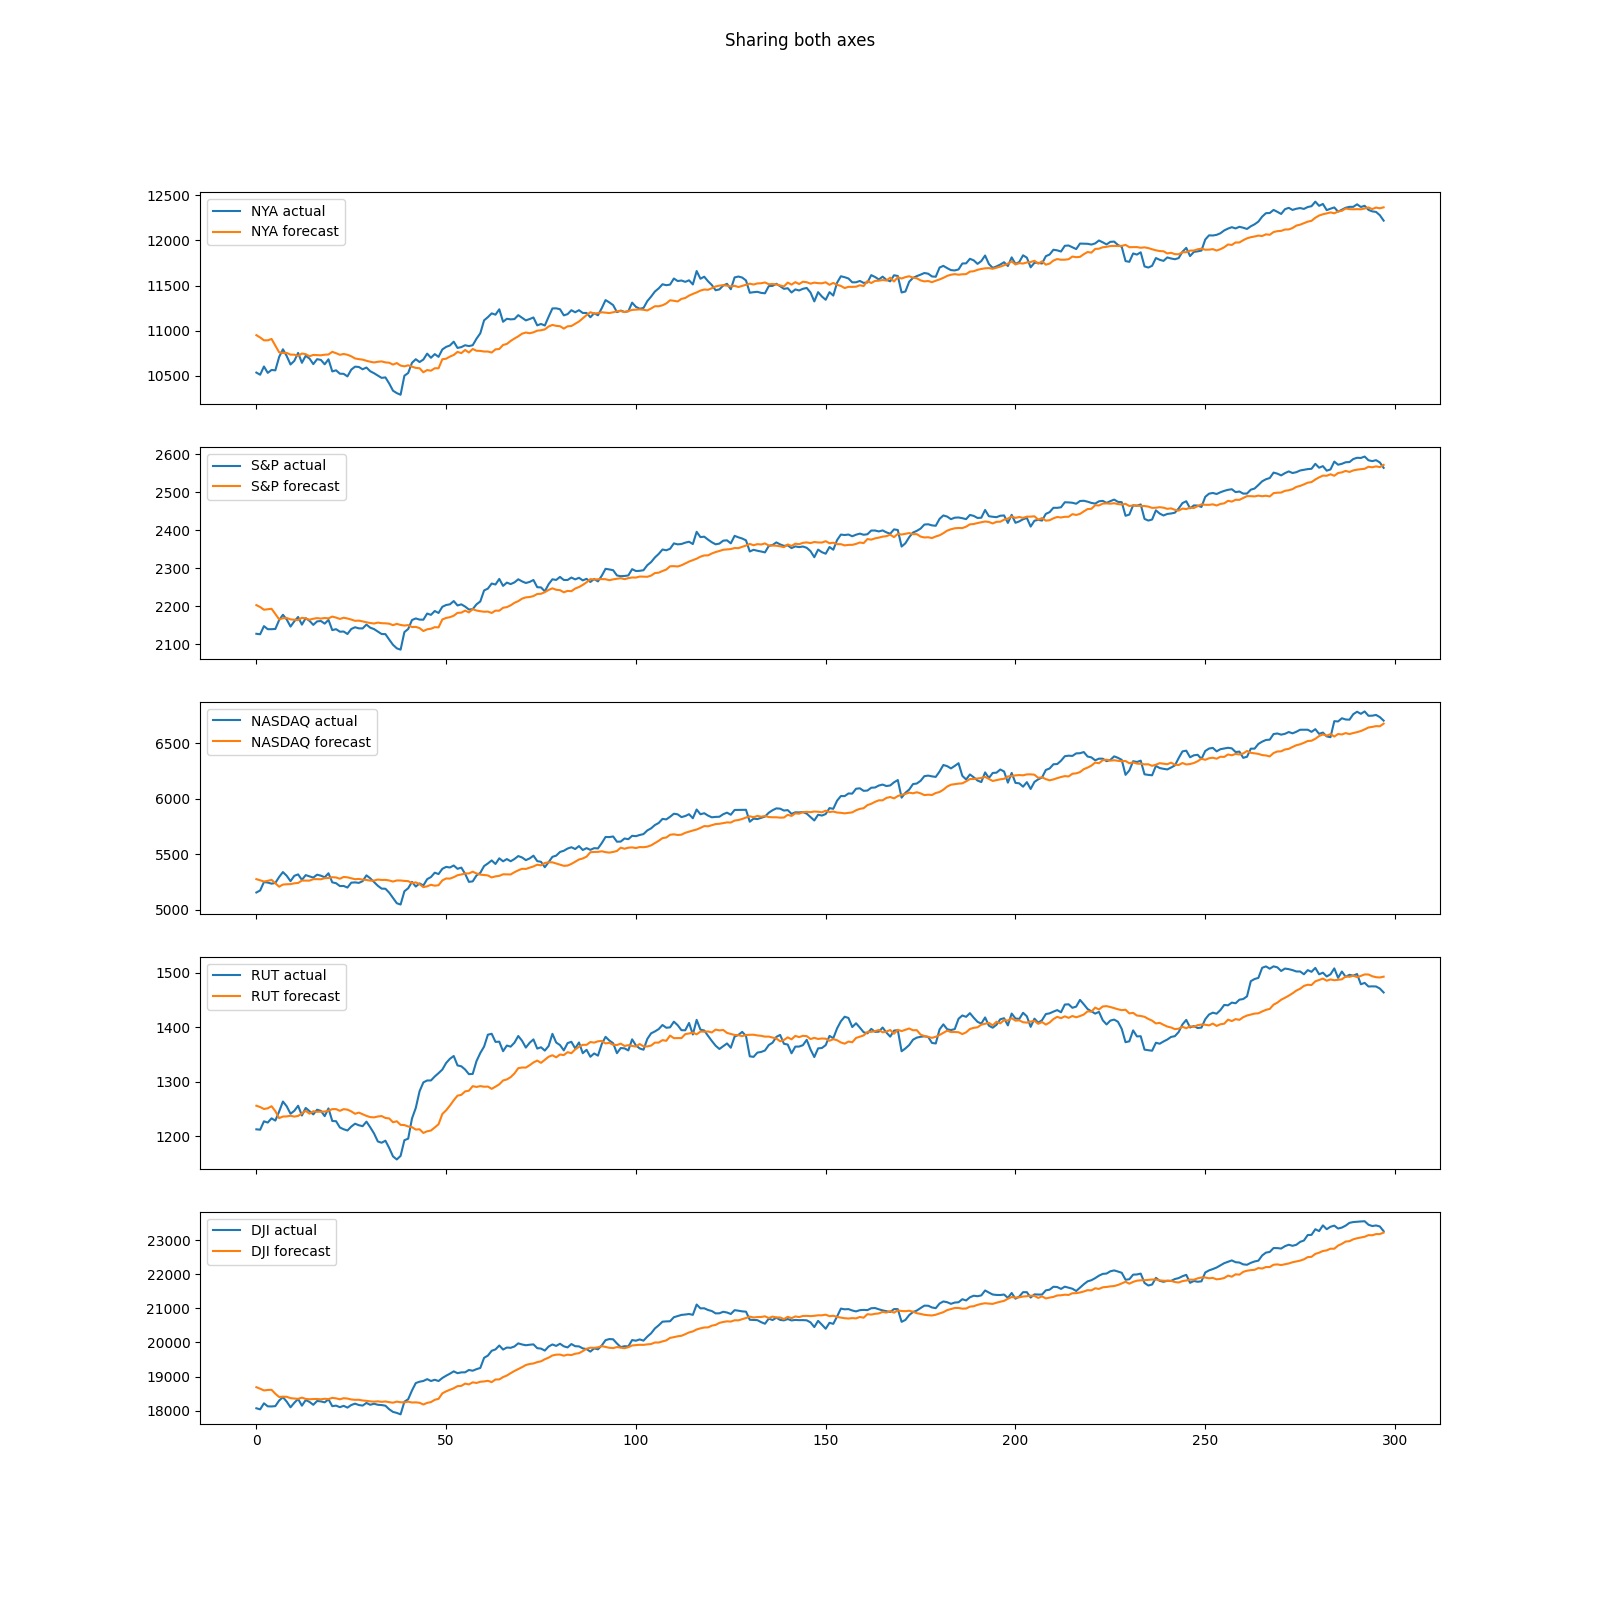 Sharing both axes
12500
12000
11500
11000
10500
NYA actual
NYA forecast
2600
2500
2400
2300
2200
2100
S&P actual
S&P forecast
6500
6000
5500
5000
NASDAQ actual
NASDAQ forecast
1500
1400
1300
1200
RUT actual
RUT forecast
23000
22000
21000
20000
19000
18000
DJI actual
DJI forecast
0 50 100 150 200 250 300